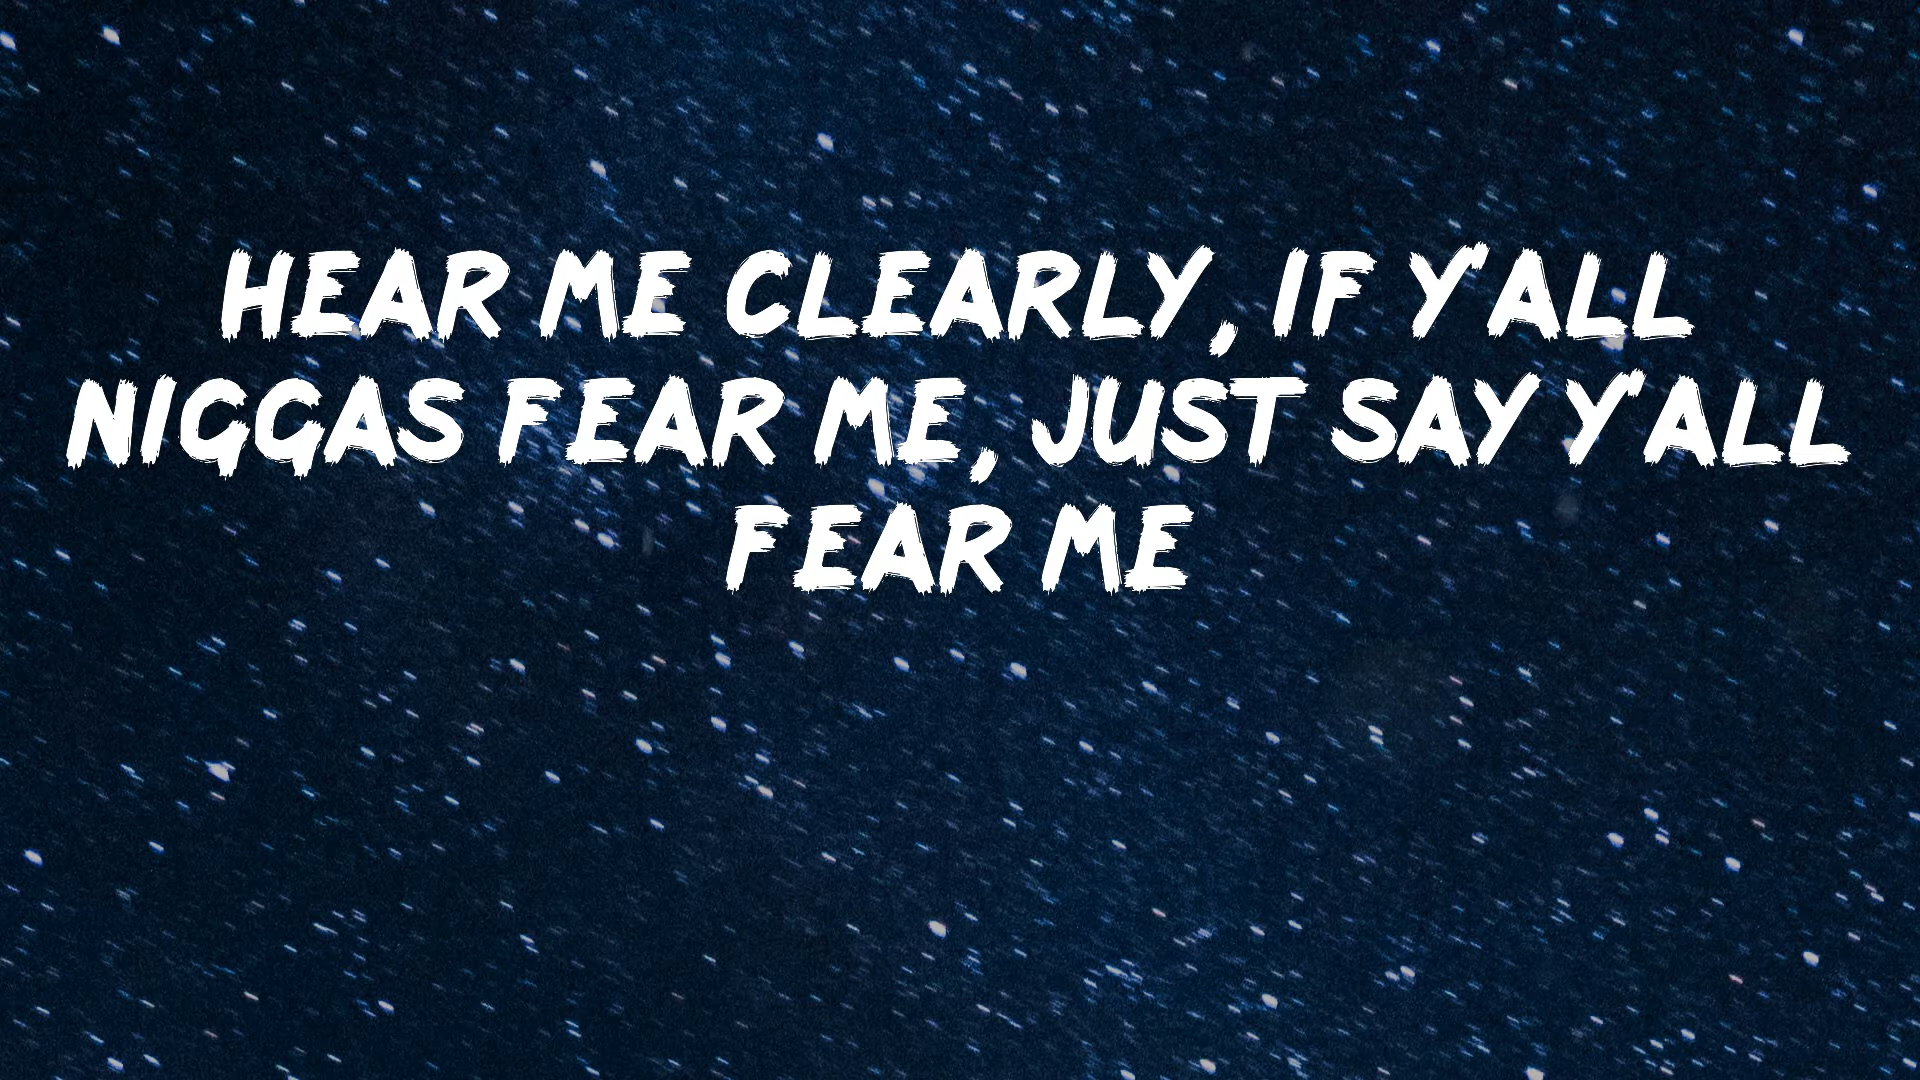 HEAR ME CLEARLY, IF Y'ALL
NIGGAS FEAR ME, JUST SAY Y'ALL
FEAR ME